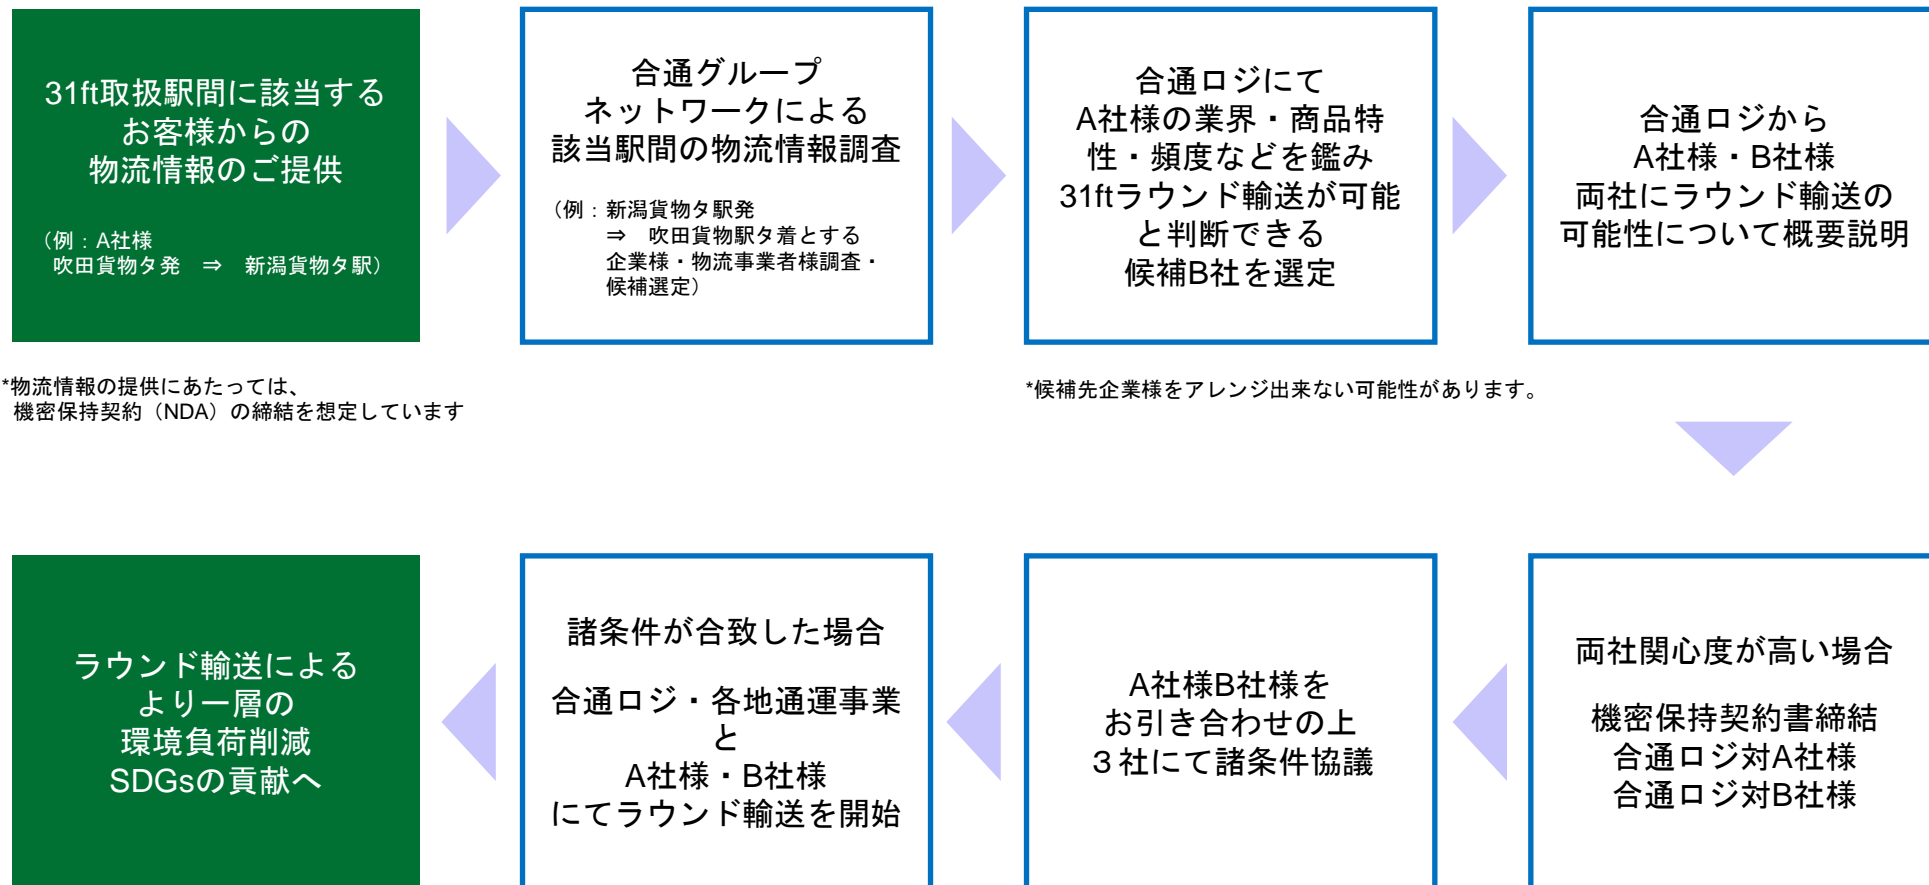 31ft取扱駅間に該当する
お客様からの
物流情報のご提供
（例：A社様
吹田貨物タ発　⇒　新潟貨物タ駅）
*物流情報の提供にあたっては、
機密保持契約（NDA）の締結を想定しています
合通グループ
ネットワークによる
該当駅間の物流情報調査
（例：新潟貨物タ駅発
⇒　吹田貨物駅タ着とする
企業様・物流事業者様調査・
候補選定）
合通ロジにて
A社様の業界・商品特
性・頻度などを鑑み
31ftラウンド輸送が可能
と判断できる
候補B社を選定
*候補先企業様をアレンジ出来ない可能性があります。
合通ロジから
A社様・B社様
両社にラウンド輸送の
可能性について概要説明
両社関心度が高い場合
機密保持契約書締結
合通ロジ対A社様
合通ロジ対B社様
A社様B社様を
お引き合わせの上
３社にて諸条件協議
諸条件が合致した場合
合通ロジ・各地通運事業
と
A社様・B社様
にてラウンド輸送を開始
ラウンド輸送による
より一層の
環境負荷削減
SDGsの貢献へ